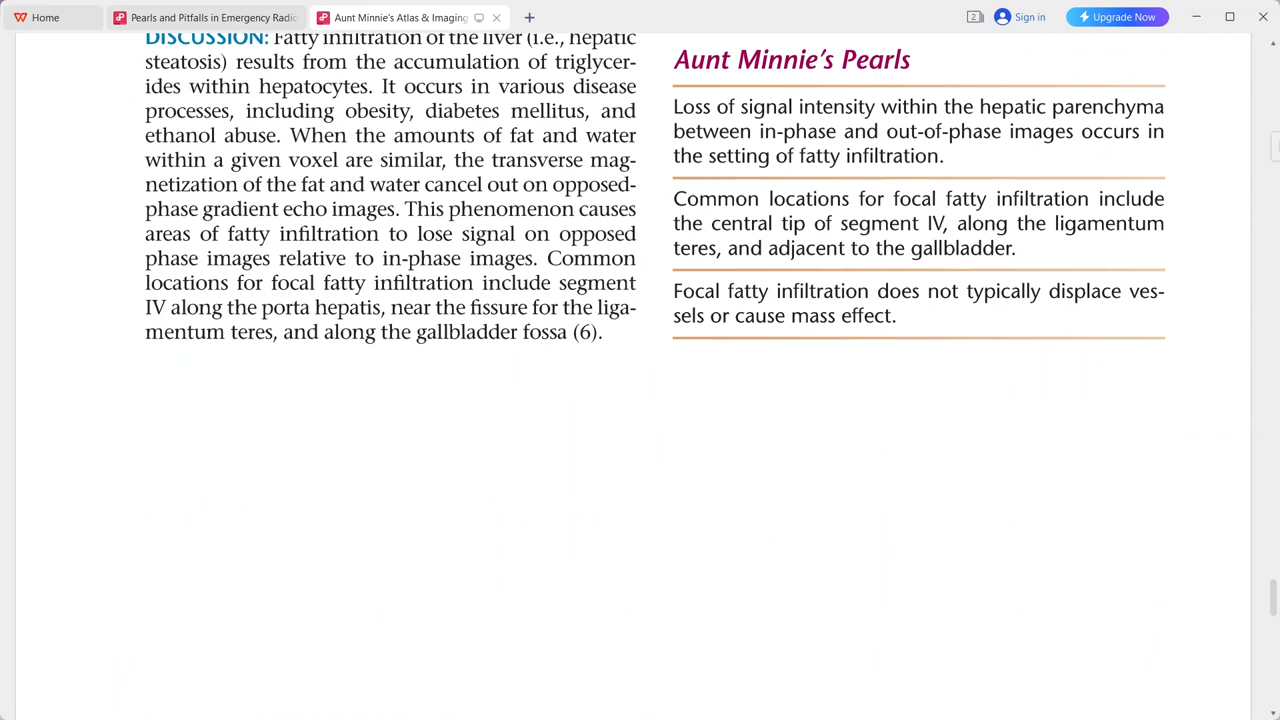 Home
Pearls and Pitfalls in Emergency Radio
Aunt Minnie's Atlas & Imaging
Sign in
Upgrade Now
DISCUSSION: Fatty infiltration of the liver (i.e., hepatic
steatosis) results from the accumulation of triglycer-
ides within hepatocytes. It occurs in various disease
processes, including obesity, diabetes mellitus, and
ethanol abuse. When the amounts of fat and water
within a given voxel are similar, the transverse mag-
netization of the fat and water cancel out on opposed-
phase gradient echo images. This phenomenon causes
areas of fatty infiltration to lose signal on opposed
phase images relative to in-phase images. Common
locations for focal fatty infiltration include segment
IV along the porta hepatis, near the fissure for the liga-
mentum teres, and along the gallbladder fossa (6).
Aunt Minnie's Pearls
Loss of signal intensity within the hepatic parenchyma
between in-phase and out-of-phase images occurs in
the setting of fatty infiltration.
Common locations for focal fatty infiltration include
the central tip of segment IV, along the ligamentum
teres, and adjacent to the gallbladder.
Focal fatty infiltration does not typically displace ves-
sels or cause mass effect.